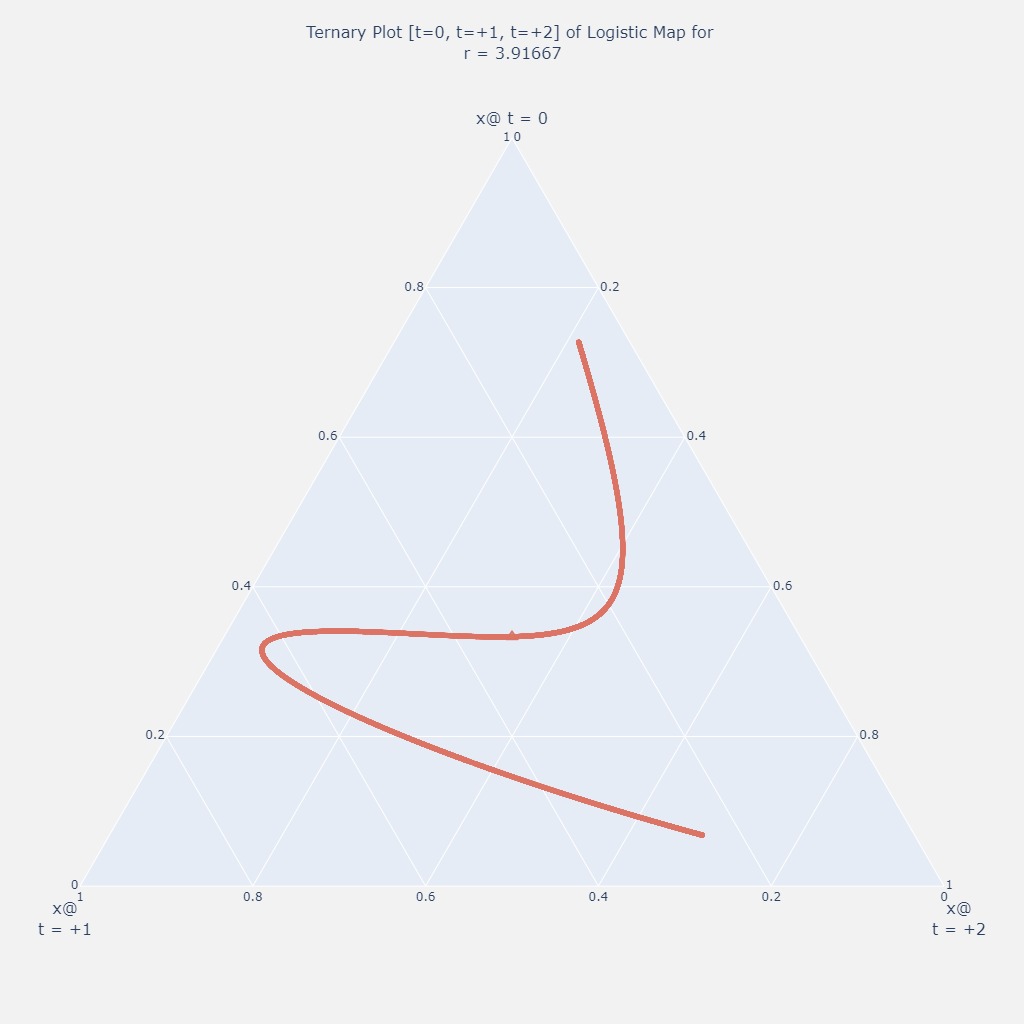 Ternary Plot [t=0, t=+1, t=+2] of Logistic Map for
r = 3.91667
x@ t = 0
1 0
0.8 0.2
0.6 0.4
0.4 0.6
0.2 0.8
0 1
1 0.8 0.6 0.4 0.2 0
x@ x@
t = +1 t = +2